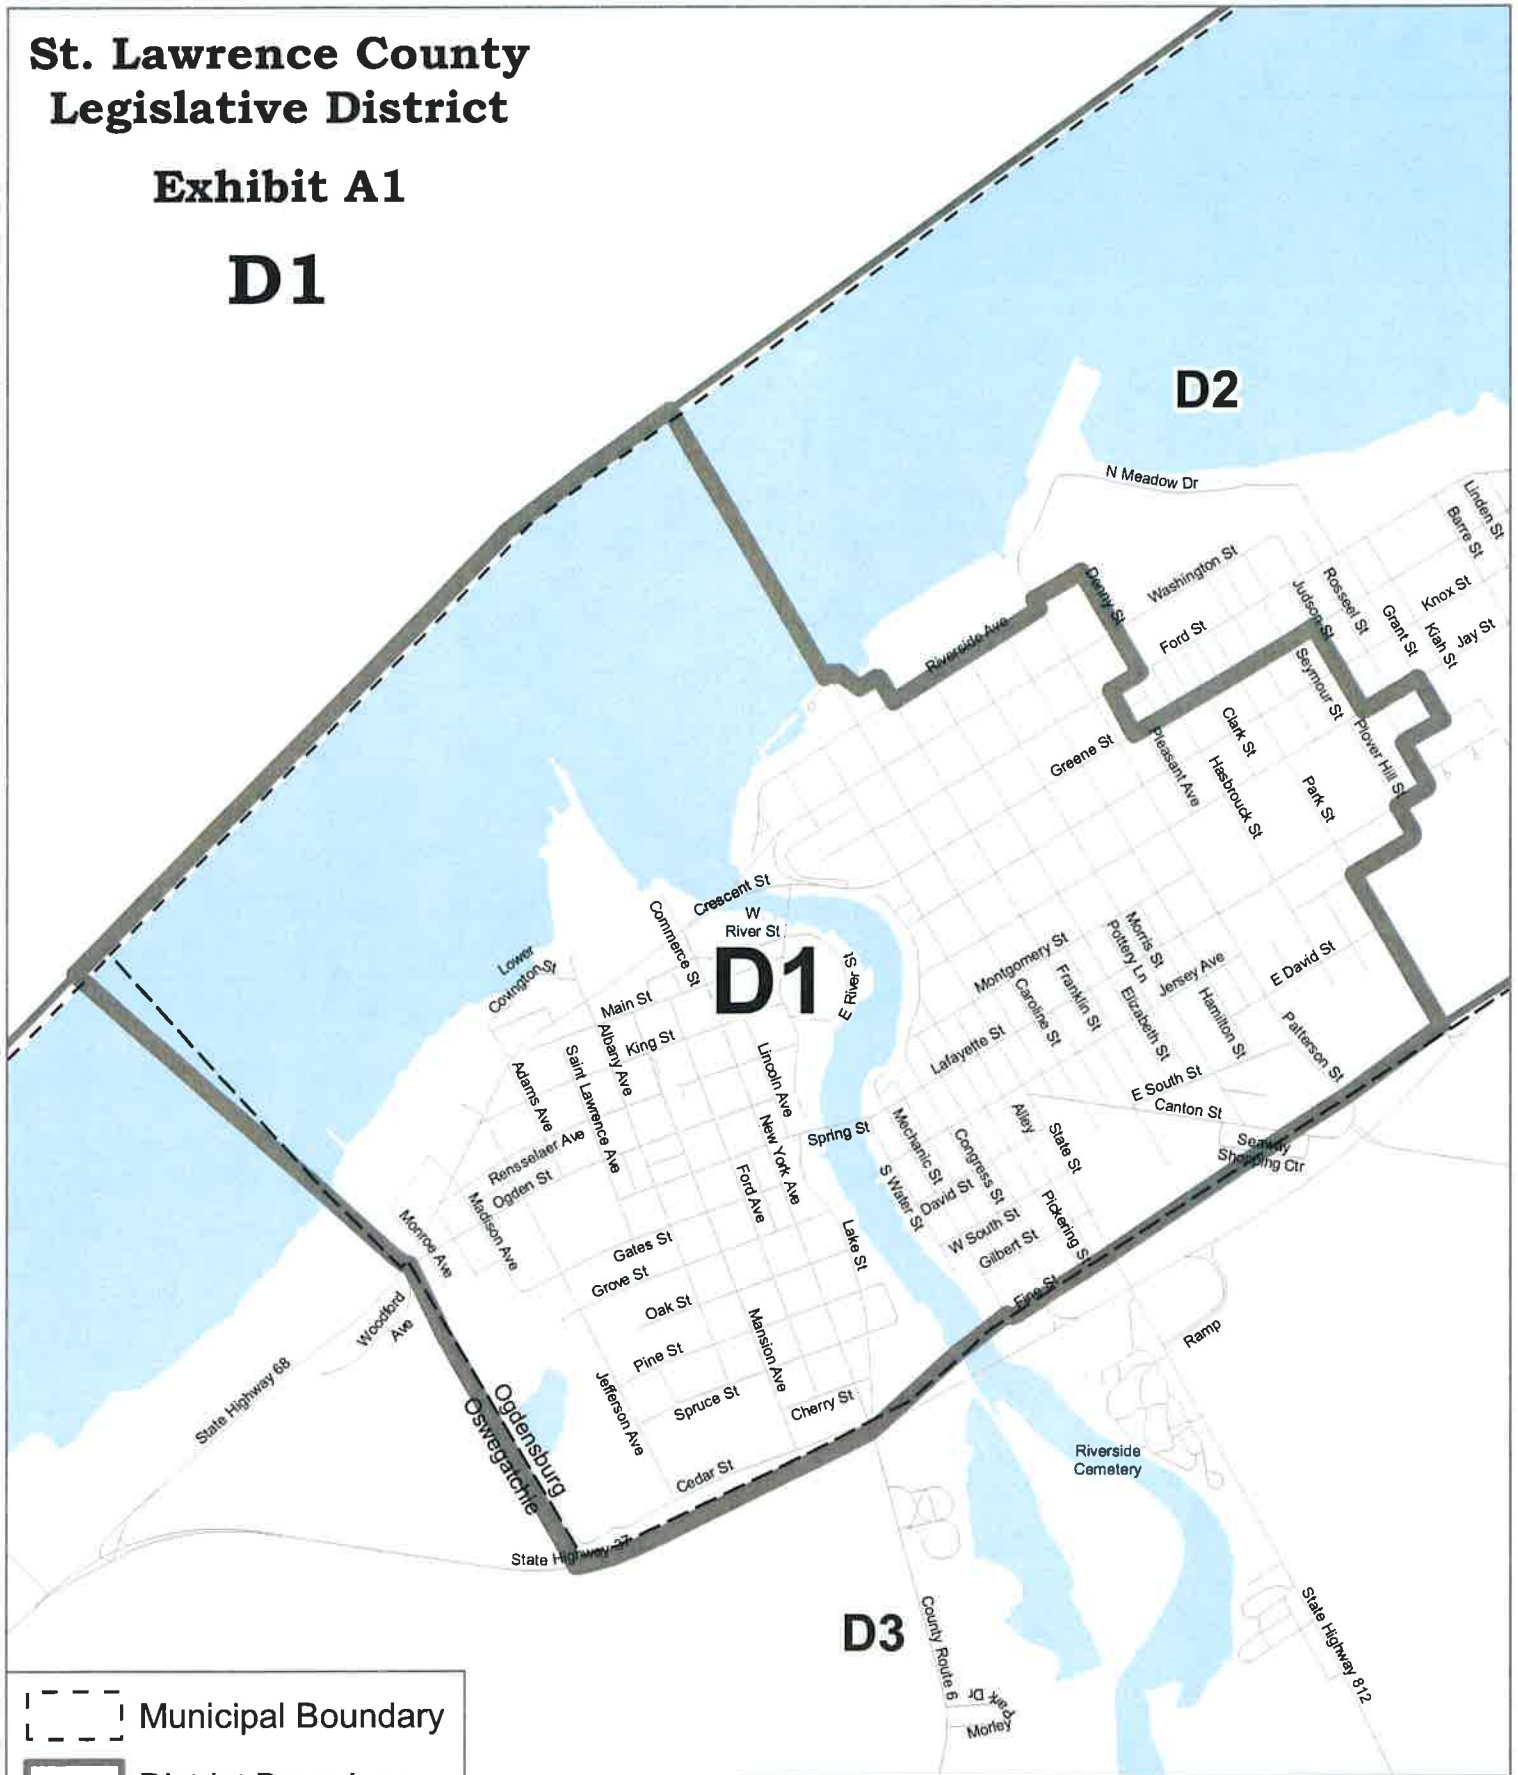 St. Lawrence County
Legislative District
Exhibit A1
D1
D2
N Meadow Dr
Linden St
Barre St
Washington St
Denny St
Rosseel St
Judson St
Knox St
Grant St
Kiah St
Jay St
Ford St
Riverside Ave
Seymour St
Clark St
Plover Hill St
Greene St
Pleasant Ave
Hasbrouck St
Park St
Crescent St
W
River St
Commerce St
D1
E River St
Lower
Covington St
Main St
King St
Albany Ave
Saint Lawrence Ave
Adams Ave
Lincoln Ave
New York Ave
Montgomery St
Morris St
Pottery Ln
Jersey Ave
E David St
Franklin St
Caroline St
Elizabeth St
Hamilton St
Patterson St
Lafayette St
E South St
Canton St
Rensselaer Ave
Ogden St
Spring St
Mechanic St
Alley
State St
Congress St
Seaway
Shopping Ctr
Monroe Ave
Madison Ave
Ford Ave
S Water St
David St
W South St
Gilbert St
Pickering St
Gates St
Grove St
Lake St
Oak St
Fine St
Woodford
Ave
Pine St
Mansion Ave
Ramp
State Highway 68
Jefferson Ave
Spruce St
Cherry St
Ogdensburg
Oswegatchie
Cedar St
Riverside
Cemetery
State Highway 37
D3
County Route 6
State Highway 812
Park Dr
Morley
Municipal Boundary